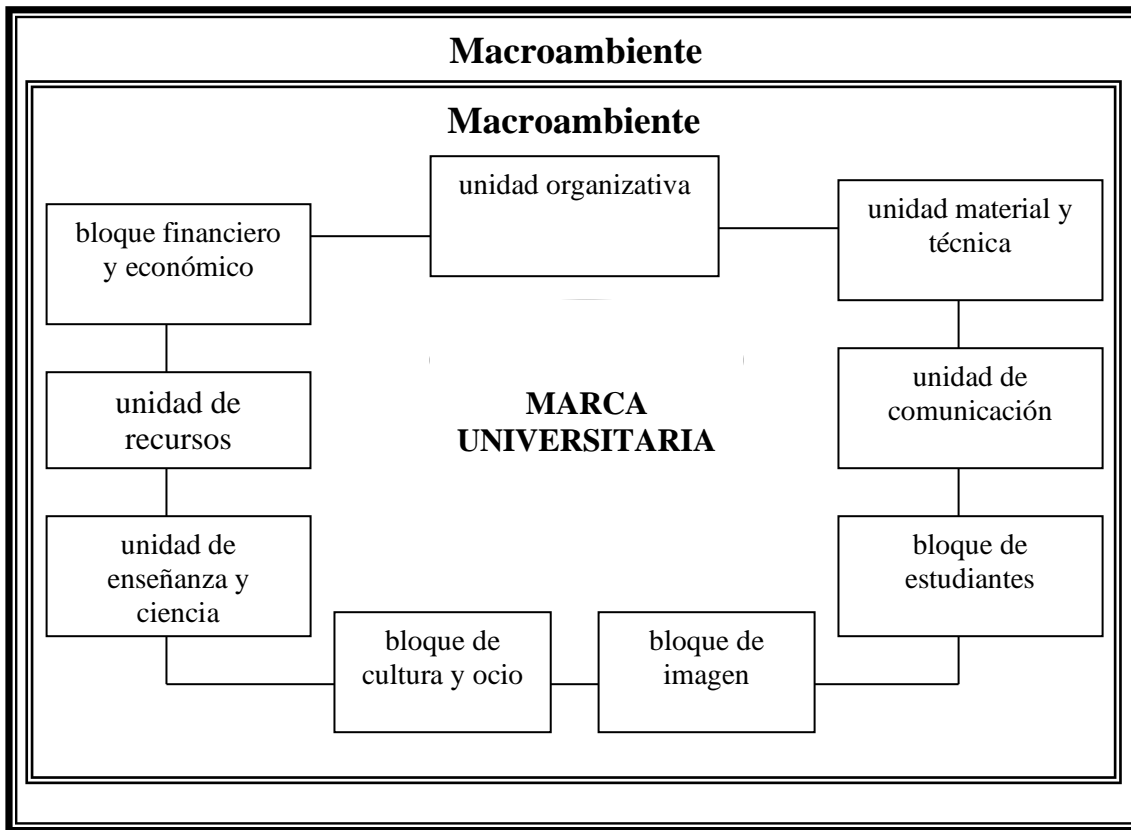 Macroambiente
Macroambiente
unidad organizativa
bloque financiero
y económico
unidad material y
técnica
unidad de
recursos
MARCA
UNIVERSITARIA
unidad de
comunicación
unidad de
enseñanza y
ciencia
bloque de
estudiantes
bloque de
cultura y ocio
bloque de
imagen